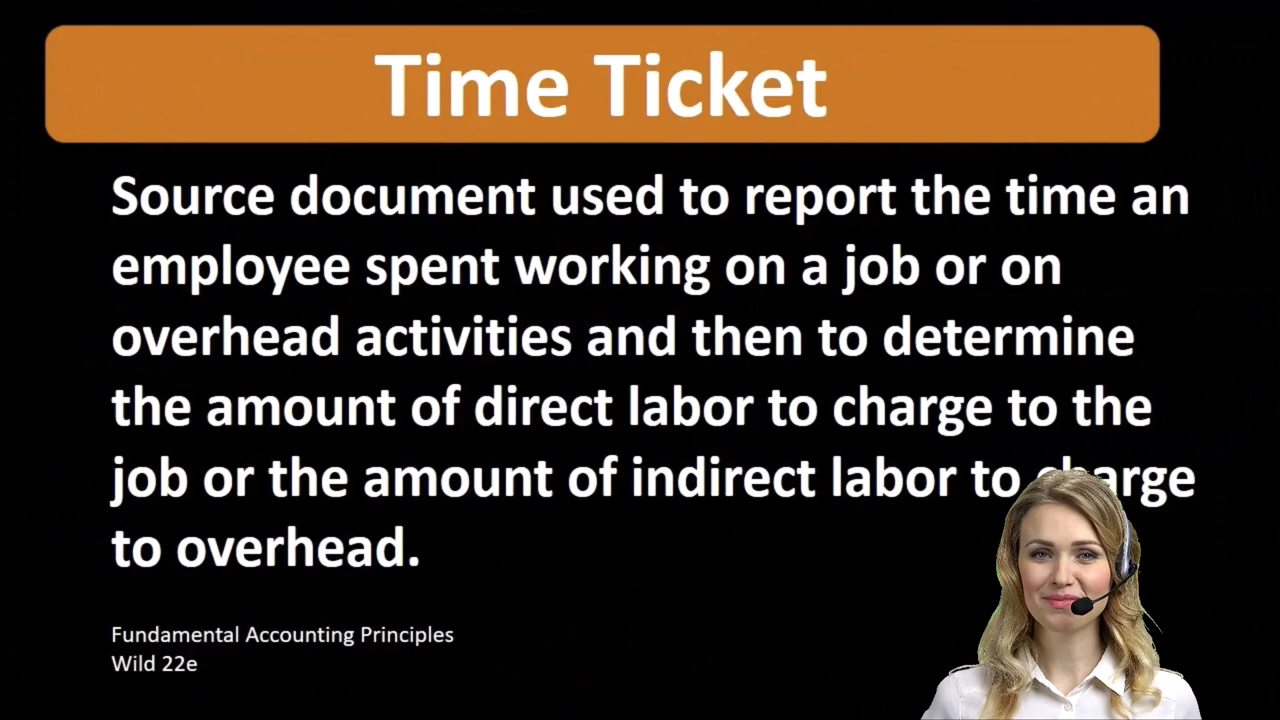 Time Ticket
Source document used to report the time an
employee spent working on a job or on
overhead activities and then to determine
the amount of direct labor to charge to the
job or the amount of indirect labor to charge
to overhead.
Fundamental Accounting Principles
Wild 22e